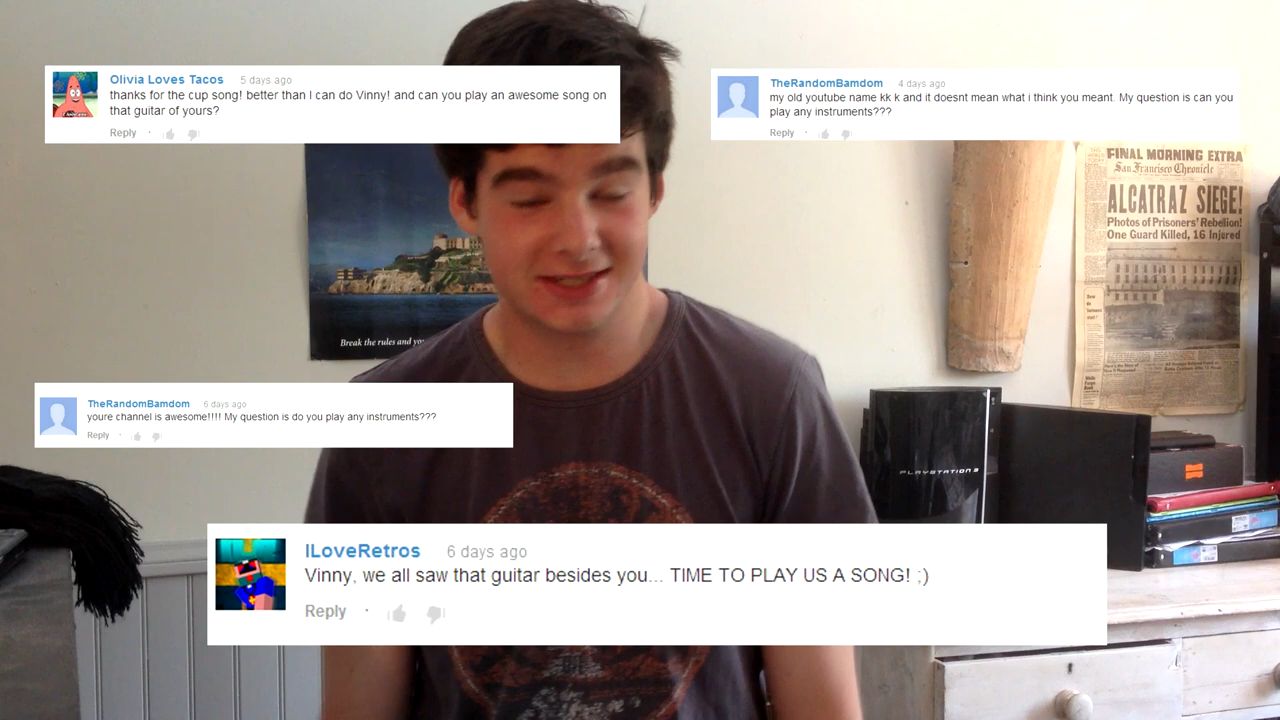 Olivia Loves Tacos 5 days ago
thanks for the cup song! better than I can do Vinny! and can you play an awesome song on
that guitar of yours?
Reply ·
TheRandomBamdom 4 days ago
my old youtube name kk k and it doesnt mean what i think you meant. My question is can you
play any instruments???
Reply ·
FINAL MORNING EXTRA
San Francisco Chronicle
ALCATRAZ SIEGE!
Photos of Prisoners' Rebellion!
One Guard Killed, 16 Injured
Break the rules and yo
TheRandomBamdom 6 days ago
youre channel is awesome!!!! My question is do you play any instruments???
Reply ·
PLAYSTATION 3
ILoveRetros 6 days ago
Vinny, we all saw that guitar besides you... TIME TO PLAY US A SONG! ;)
Reply ·